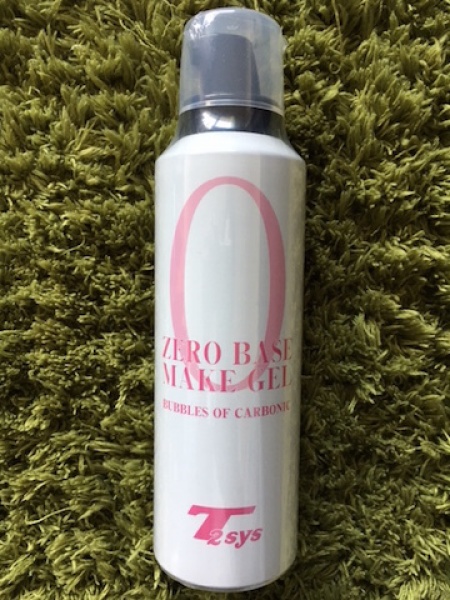 0
ZERO BASE
MAKE GEL
BUBBLES OF CARBONIC
T2sys